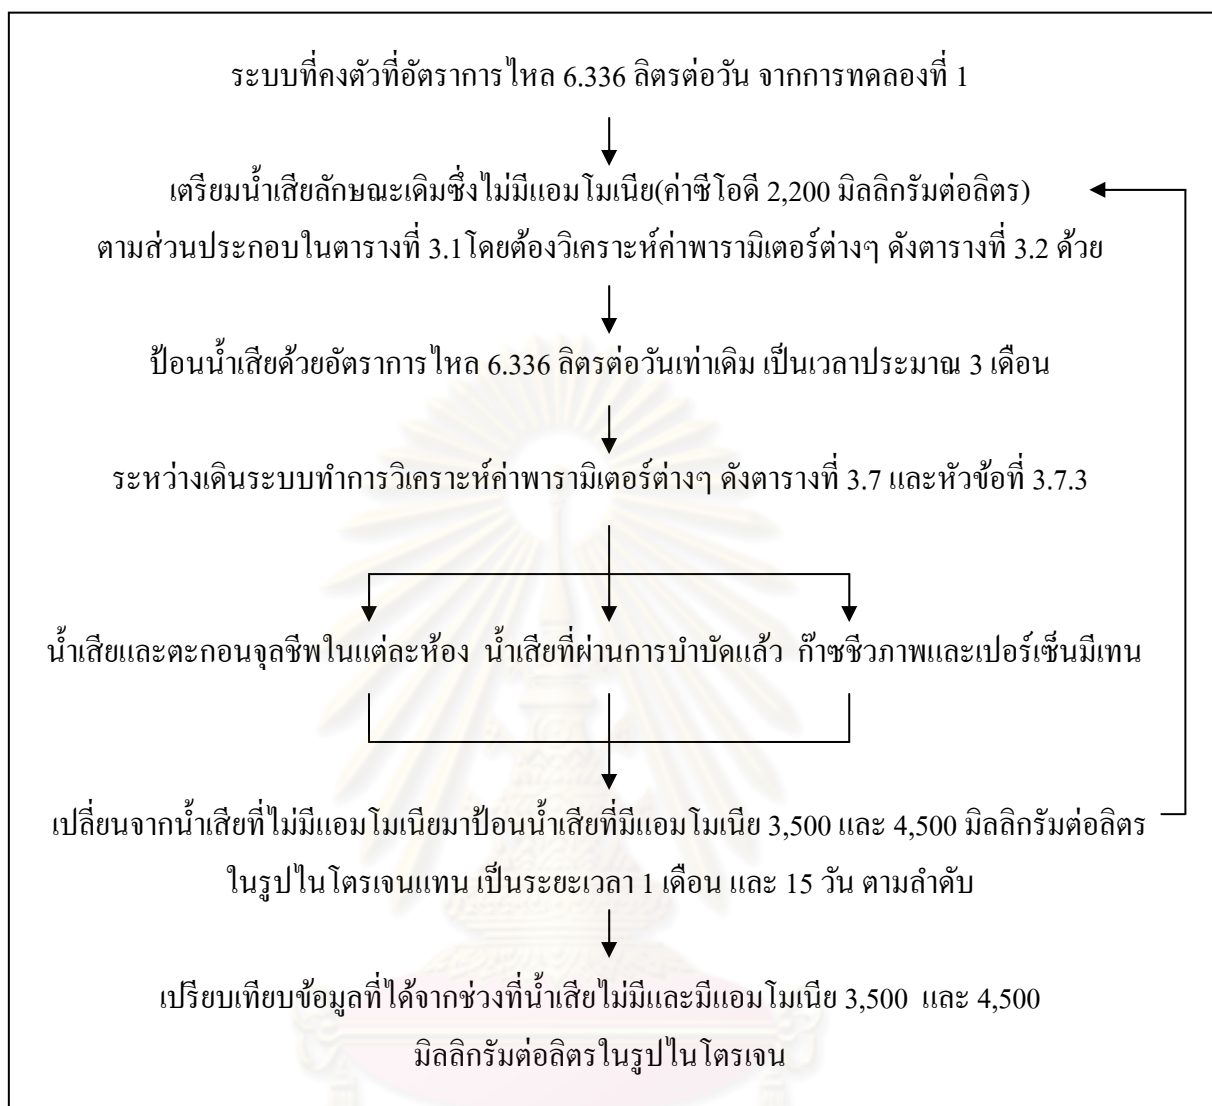 ระบบที่คงตัวที่อัตราการไหล 6.336 ลิตรต่อวัน จากการทดลองที่ 1
เตรียมน้ำเสียลักษณะเดิมซึ่งไม่มีแอมโมเนีย(ค่าซีโอดี 2,200 มิลลิกรัมต่อลิตร)
ตามส่วนประกอบในตารางที่ 3.1โดยต้องวิเคราะห์ค่าพารามิเตอร์ต่างๆ ดังตารางที่ 3.2 ด้วย
ป้อนน้ำเสียด้วยอัตราการไหล 6.336 ลิตรต่อวันเท่าเดิม เป็นเวลาประมาณ 3 เดือน
ระหว่างเดินระบบทำการวิเคราะห์ค่าพารามิเตอร์ต่างๆ ดังตารางที่ 3.7 และหัวข้อที่ 3.7.3
น้ำเสียและตะกอนจุลชีพในแต่ละห้อง น้ำเสียที่ผ่านการบำบัดแล้ว ก๊าซชีวภาพและเปอร์เซ็นมีเทน
เปลี่ยนจากน้ำเสียที่ไม่มีแอมโมเนียมาป้อนน้ำเสียที่มีแอมโมเนีย 3,500 และ 4,500 มิลลิกรัมต่อลิตร
ในรูปไนโตรเจนแทน เป็นระยะเวลา 1 เดือน และ 15 วัน ตามลำดับ
เปรียบเทียบข้อมูลที่ได้จากช่วงที่น้ำเสียไม่มีและมีแอมโมเนีย 3,500 และ 4,500
มิลลิกรัมต่อลิตรในรูปไนโตรเจน